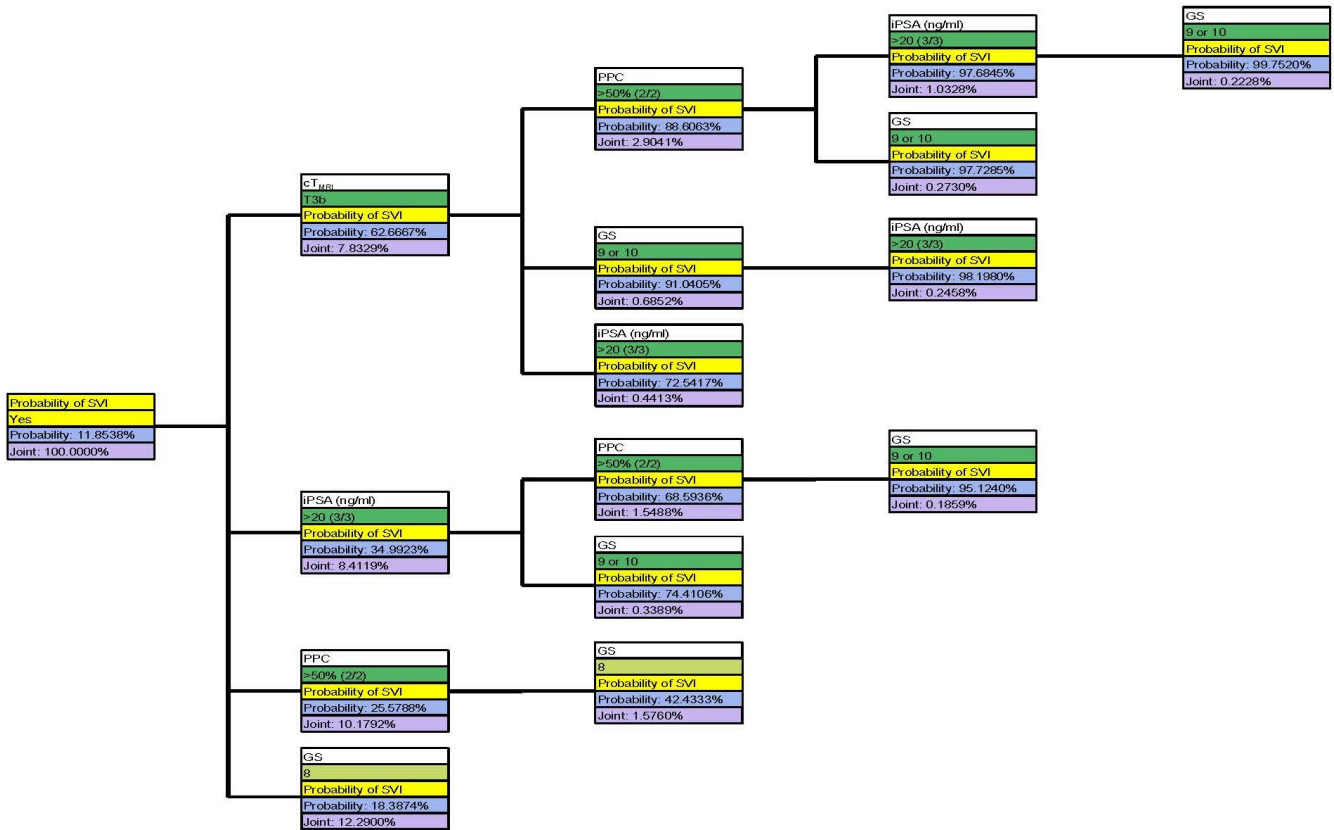 Probability of SVI
Yes
Probability: 11.8538%
Joint: 100.0000%
cT_MRI
T3b
Probability of SVI
Probability: 62.6667%
Joint: 7.8329%
PPC
>50% (2/2)
Probability of SVI
Probability: 88.6063%
Joint: 2.9041%
iPSA (ng/ml)
>20 (3/3)
Probability of SVI
Probability: 97.6845%
Joint: 1.0328%
GS
9 or 10
Probability of SVI
Probability: 99.7520%
Joint: 0.2228%
GS
9 or 10
Probability of SVI
Probability: 97.7285%
Joint: 0.2730%
GS
9 or 10
Probability of SVI
Probability: 91.0405%
Joint: 0.6852%
iPSA (ng/ml)
>20 (3/3)
Probability of SVI
Probability: 98.1980%
Joint: 0.2458%
iPSA (ng/ml)
>20 (3/3)
Probability of SVI
Probability: 72.5417%
Joint: 0.4413%
iPSA (ng/ml)
>20 (3/3)
Probability of SVI
Probability: 34.9923%
Joint: 8.4119%
PPC
>50% (2/2)
Probability of SVI
Probability: 68.5936%
Joint: 1.5488%
GS
9 or 10
Probability of SVI
Probability: 95.1240%
Joint: 0.1859%
GS
9 or 10
Probability of SVI
Probability: 74.4106%
Joint: 0.3389%
PPC
>50% (2/2)
Probability of SVI
Probability: 25.5788%
Joint: 10.1792%
GS
8
Probability of SVI
Probability: 42.4333%
Joint: 1.5760%
GS
8
Probability of SVI
Probability: 18.3874%
Joint: 12.2900%